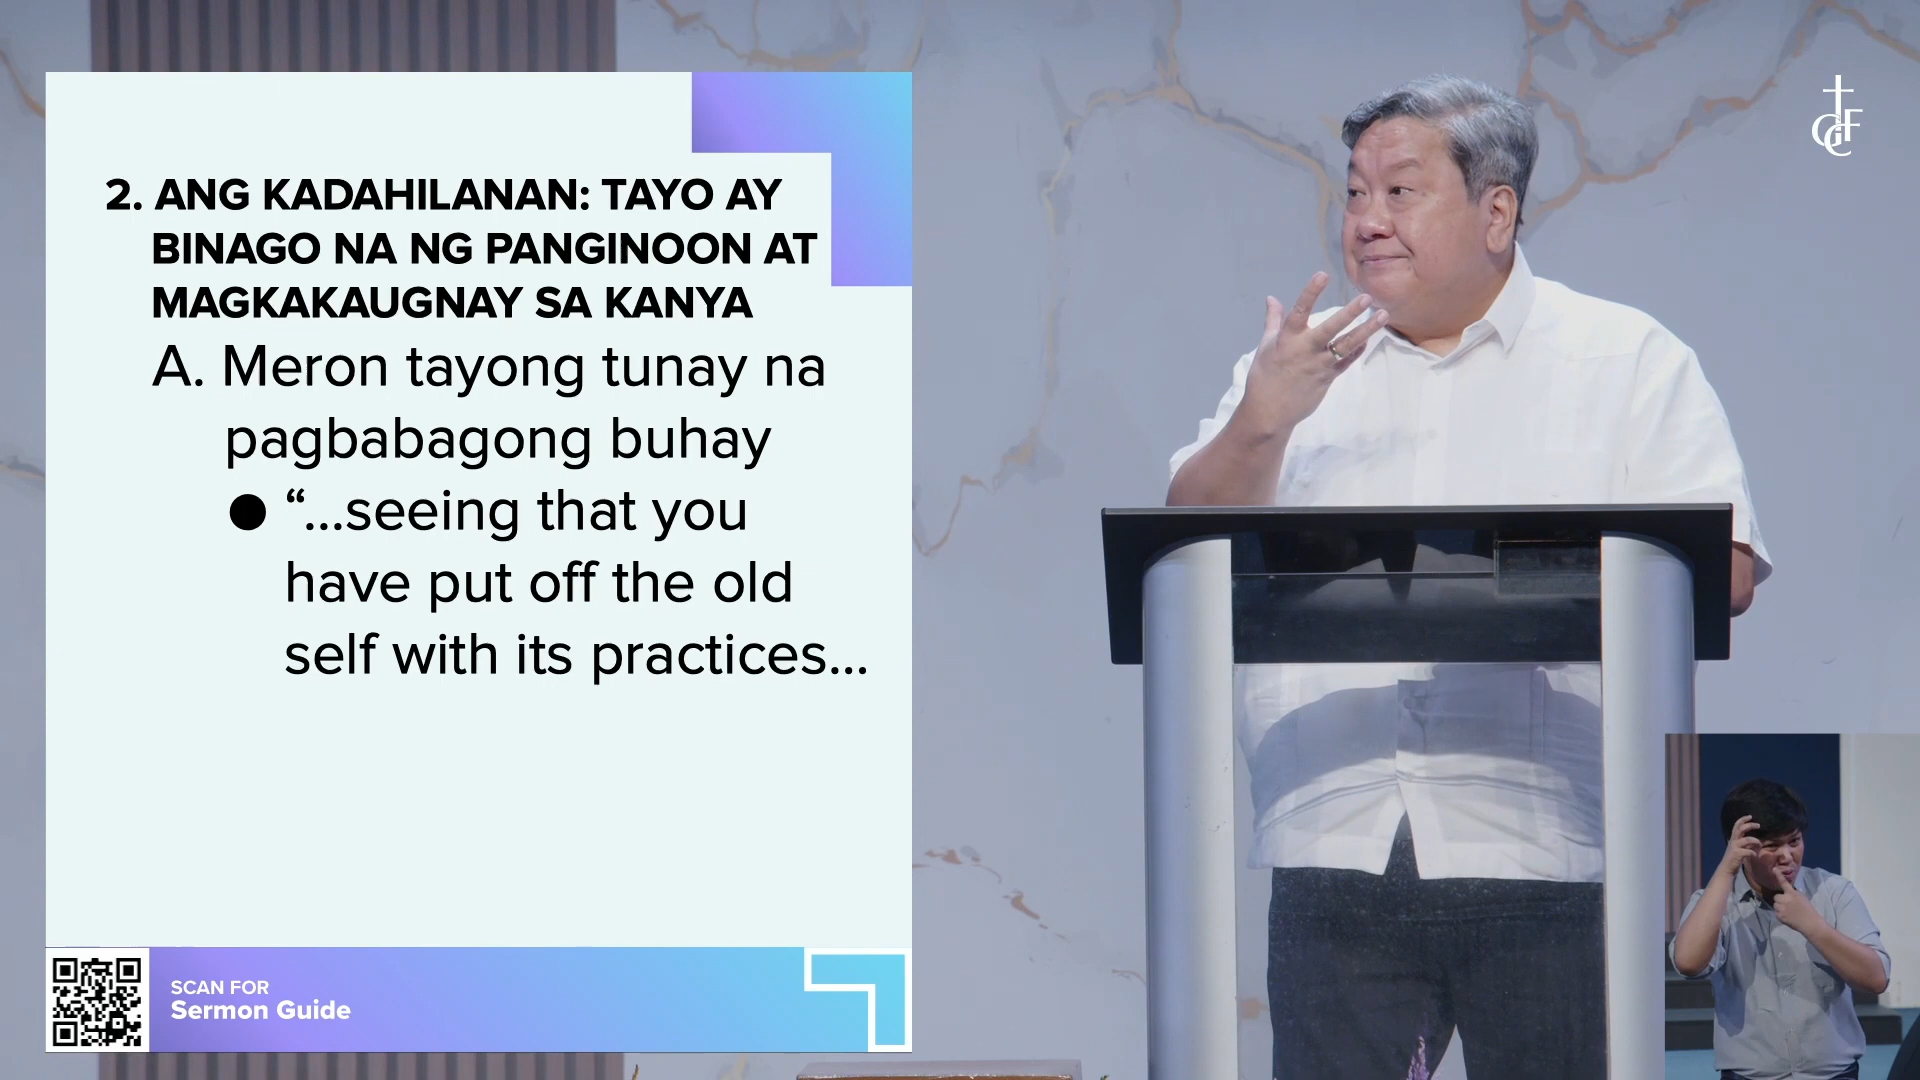 2. ANG KADAHILANAN: TAYO AY
BINAGO NA NG PANGINOON AT
MAGKAKAUGNAY SA KANYA
A. Meron tayong tunay na
pagbabagong buhay
● “...seeing that you
have put off the old
self with its practices...
SCAN FOR
Sermon Guide